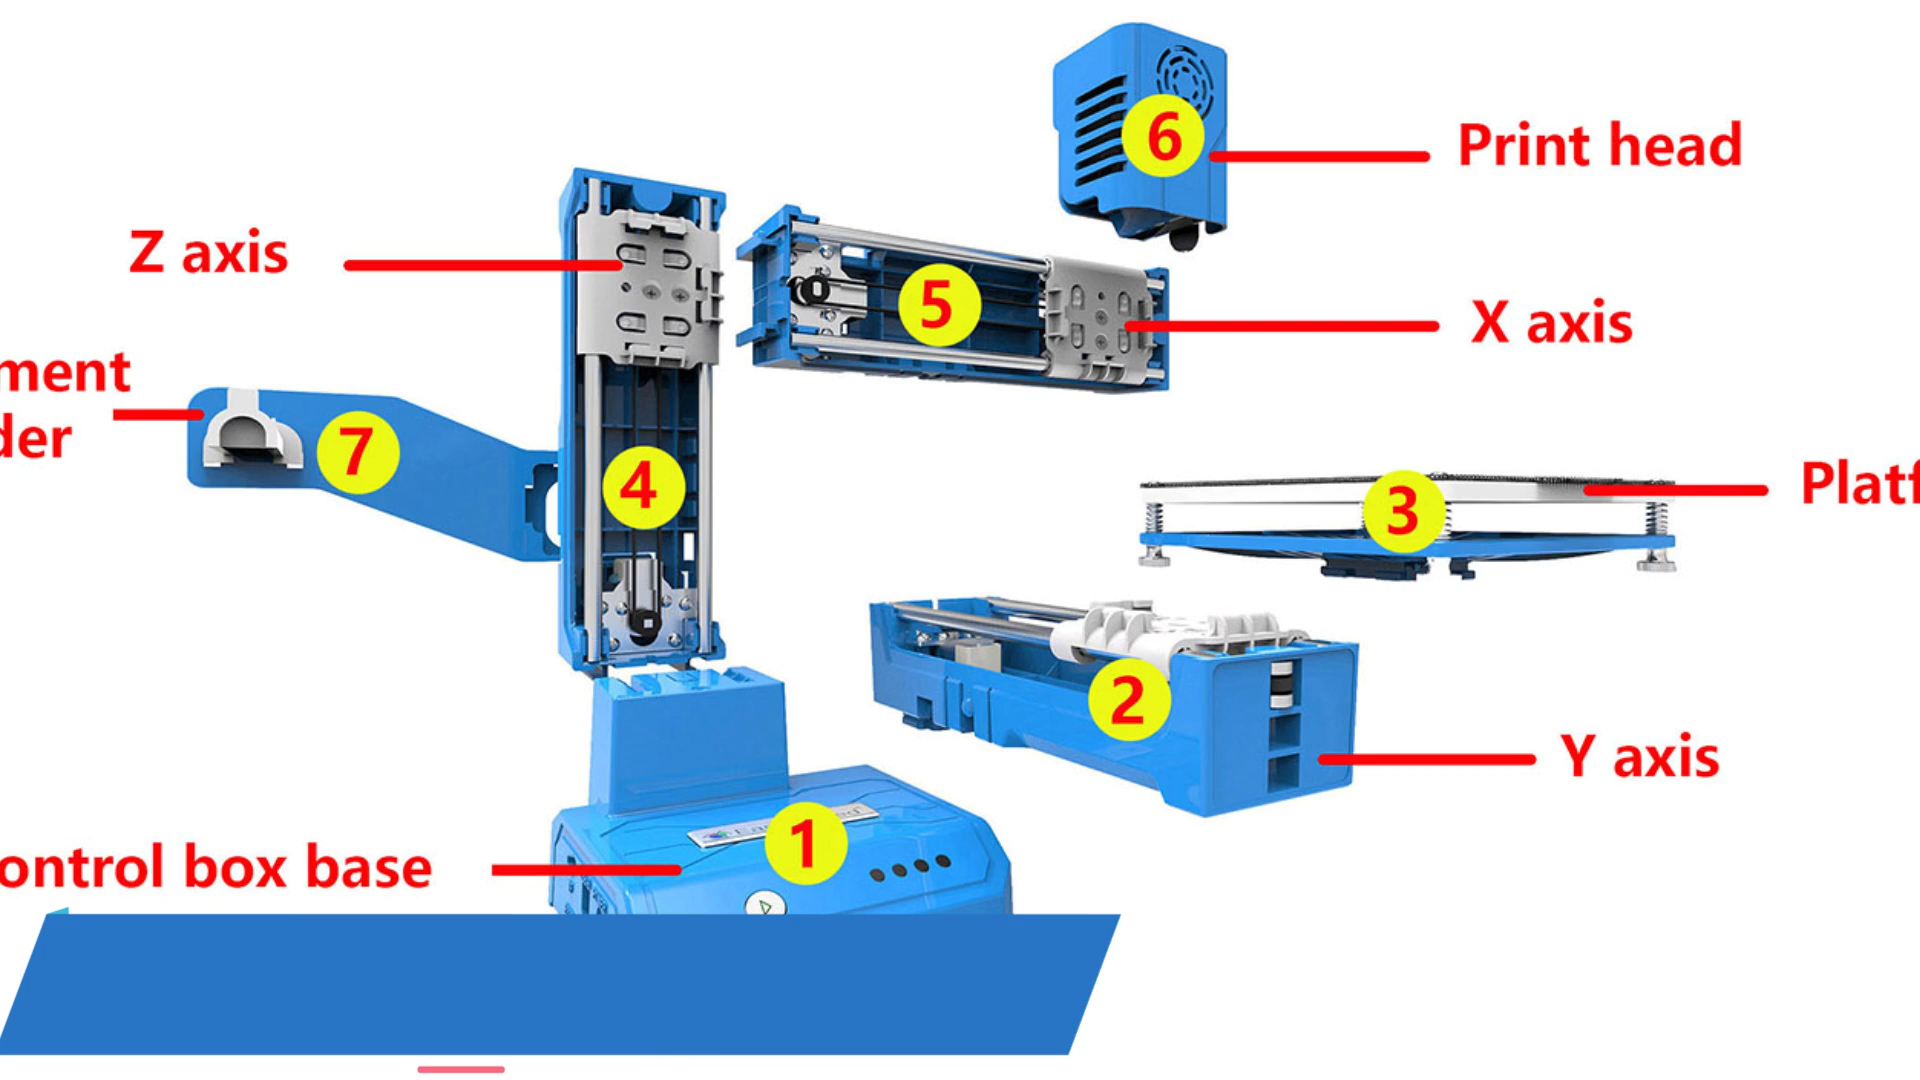 6
Print head
Z axis
5
X axis
ment
der
7
4
3
Platf
2
Y axis
1
ontrol box base